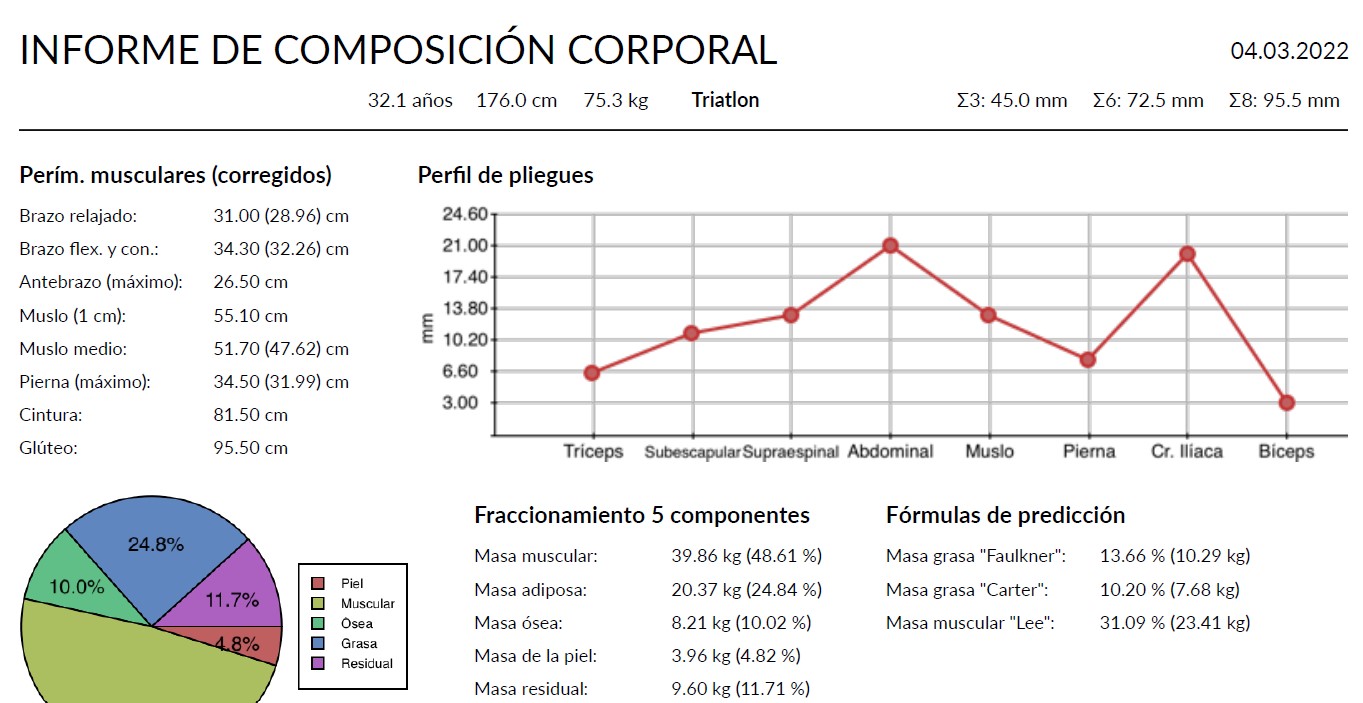 INFORME DE COMPOSICIÓN CORPORAL
04.03.2022
32.1 años 176.0 cm 75.3 kg Triatlon Σ3: 45.0 mm Σ6: 72.5 mm Σ8: 95.5 mm
Perím. musculares (corregidos)
Brazo relajado: 31.00 (28.96) cm
Brazo flex. y con.: 34.30 (32.26) cm
Antebrazo (máximo): 26.50 cm
Muslo (1 cm): 55.10 cm
Muslo medio: 51.70 (47.62) cm
Pierna (máximo): 34.50 (31.99) cm
Cintura: 81.50 cm
Glúteo: 95.50 cm
Perfil de pliegues
24.60
21.00
17.40
13.80
10.20
6.60
3.00
mm
Tríceps Subescapular Supraespinal Abdominal Muslo Pierna Cr. Ilíaca Bíceps
24.8%
10.0%
11.7%
4.8%
Piel
Muscular
Ósea
Grasa
Residual
Fraccionamiento 5 componentes
Masa muscular: 39.86 kg (48.61 %)
Masa adiposa: 20.37 kg (24.84 %)
Masa ósea: 8.21 kg (10.02 %)
Masa de la piel: 3.96 kg (4.82 %)
Masa residual: 9.60 kg (11.71 %)
Fórmulas de predicción
Masa grasa "Faulkner": 13.66 % (10.29 kg)
Masa grasa "Carter": 10.20 % (7.68 kg)
Masa muscular "Lee": 31.09 % (23.41 kg)